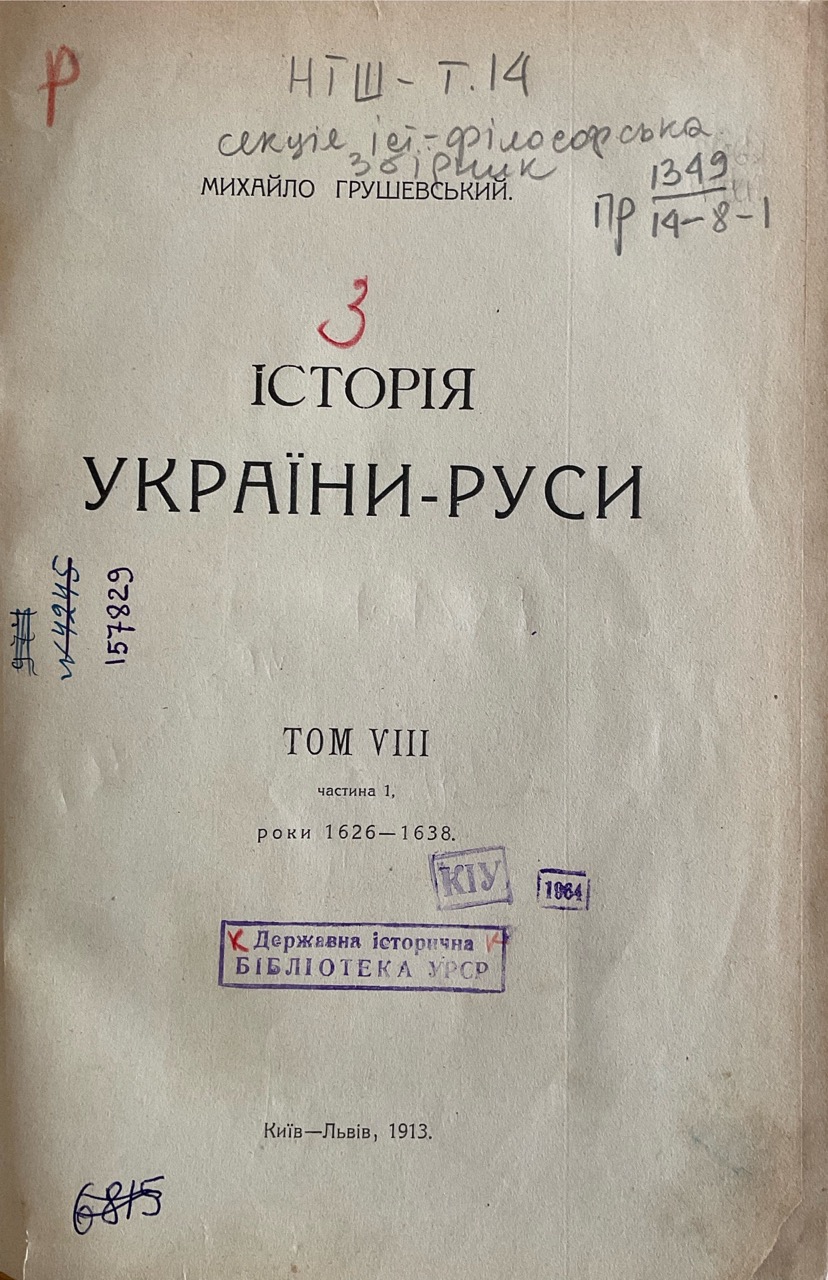 Р
НТШ - Т. 14
секція іст-філософська
збірник
МИХАЙЛО ГРУШЕВСЬКИЙ.
1349
Пр 14-8-1
З
ІСТОРІЯ
УКРАЇНИ-РУСИ
4245
157829
ТОМ VIII
частина 1,
роки 1626—1638.
КІУ
1964
К Державна історична
БІБЛІОТЕКА УРСР
Київ—Львів, 1913.
6815